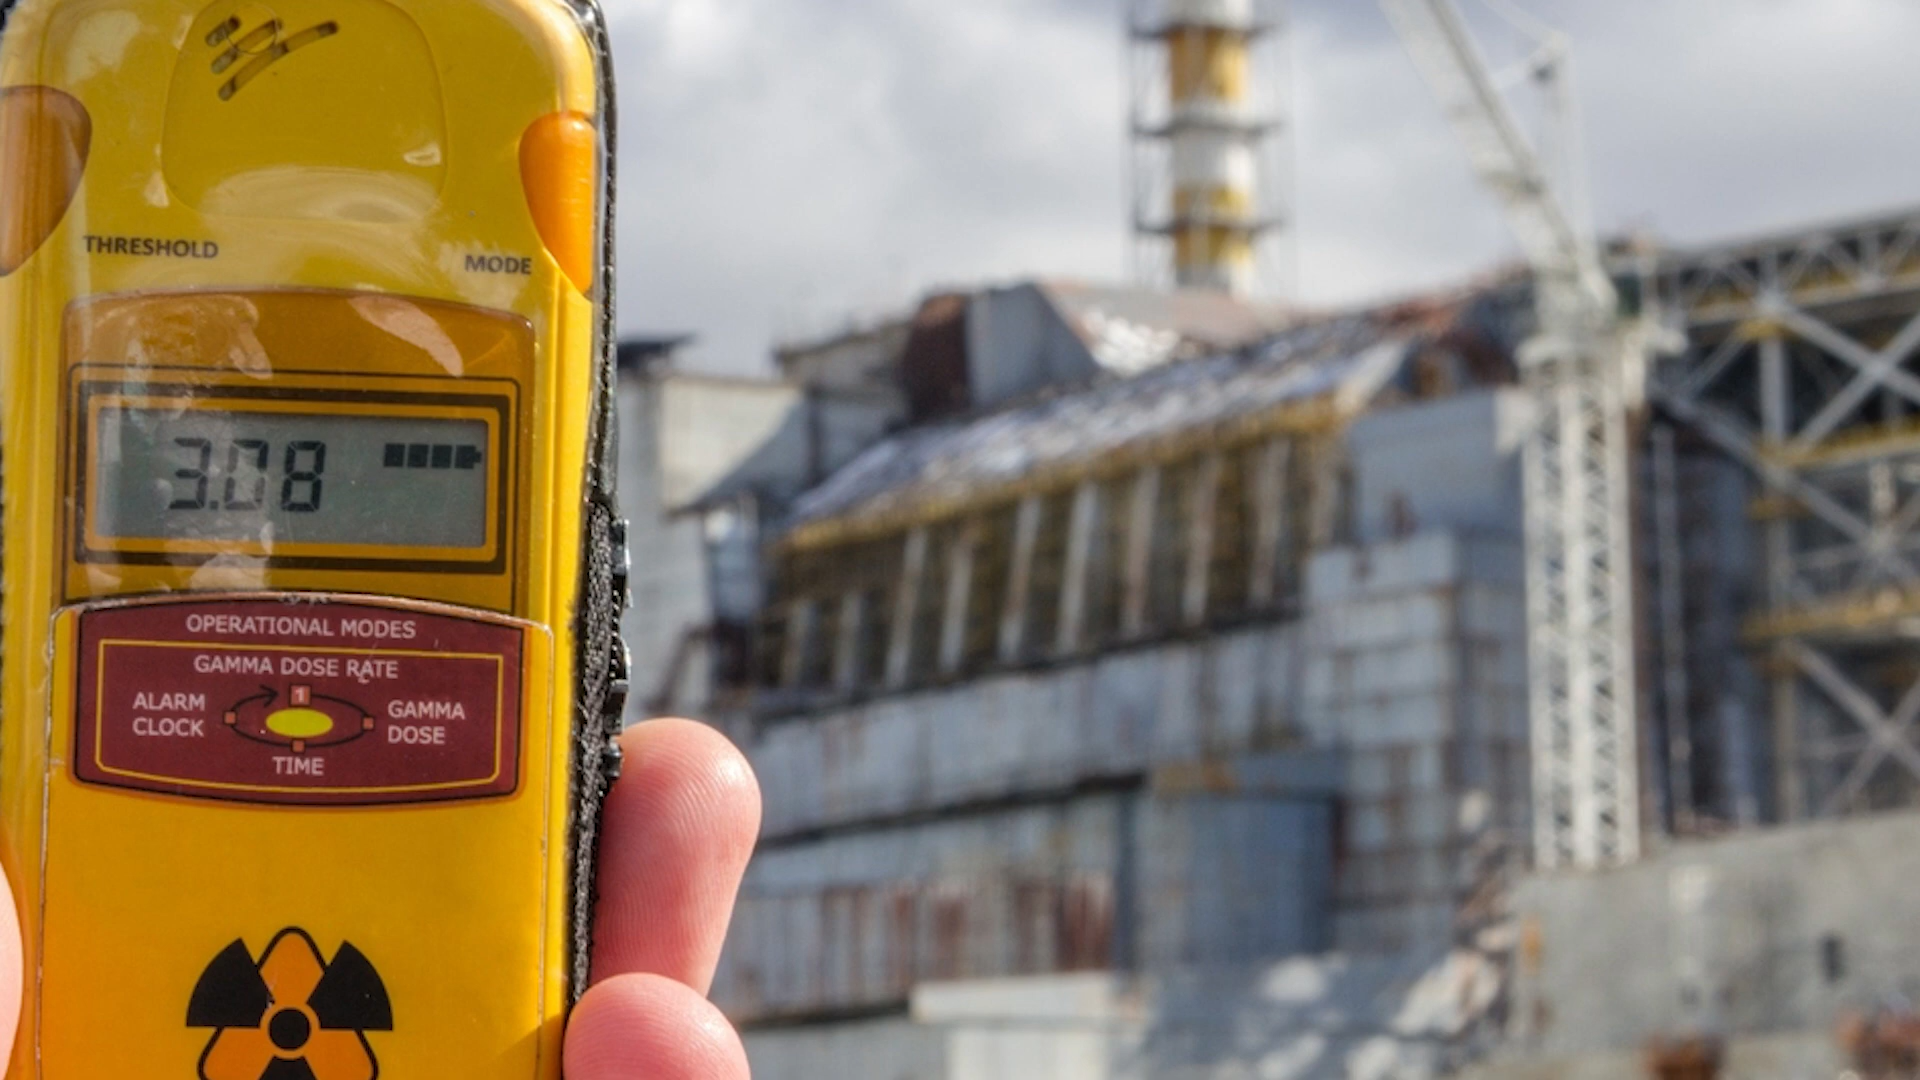 THRESHOLD
MODE
3.08
OPERATIONAL MODES
GAMMA DOSE RATE
1
ALARM
CLOCK
GAMMA
DOSE
TIME